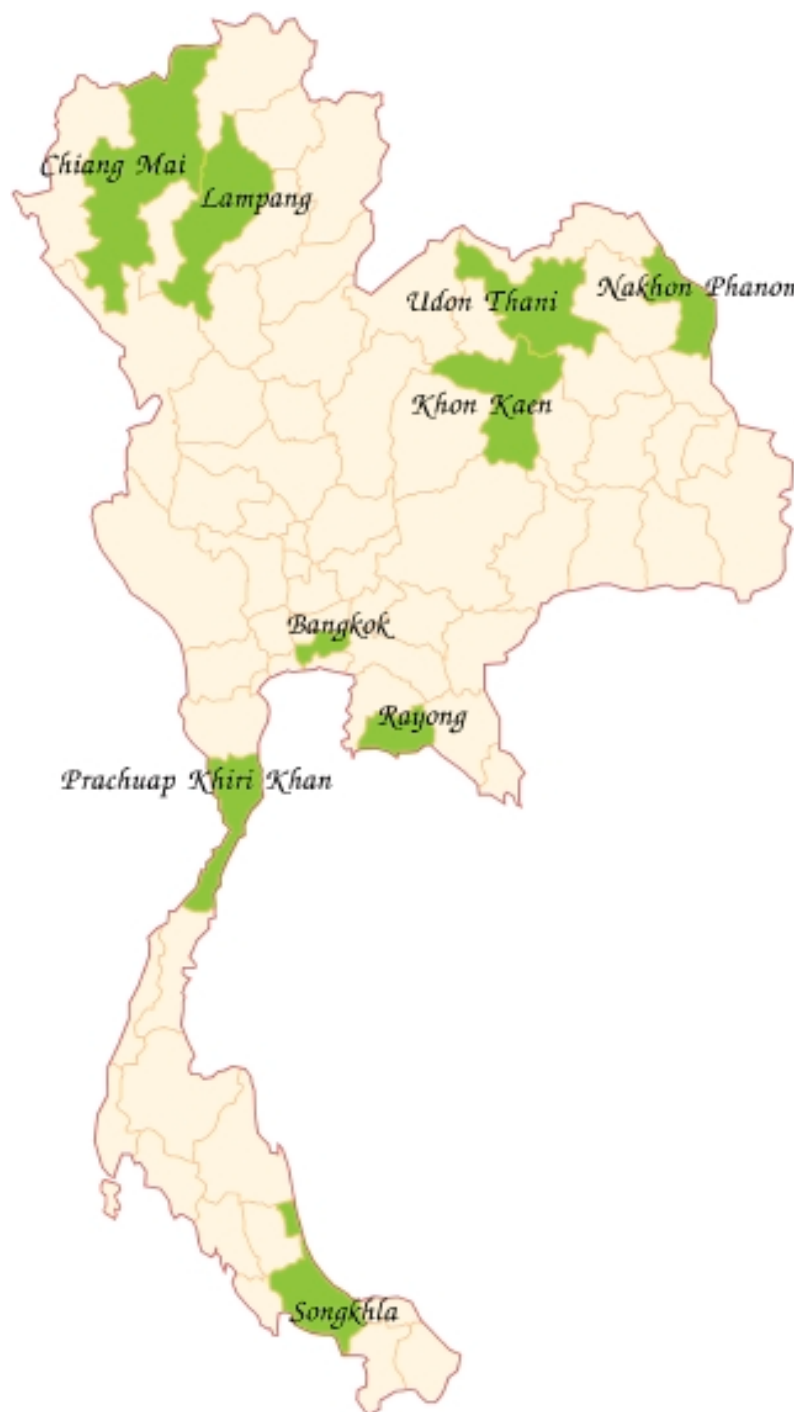 Chiang Mai
Lampang
Udon Thani
Nakhon Phanom
Khon Kaen
Bangkok
Rayong
Prachuap Khiri Khan
Songkhla